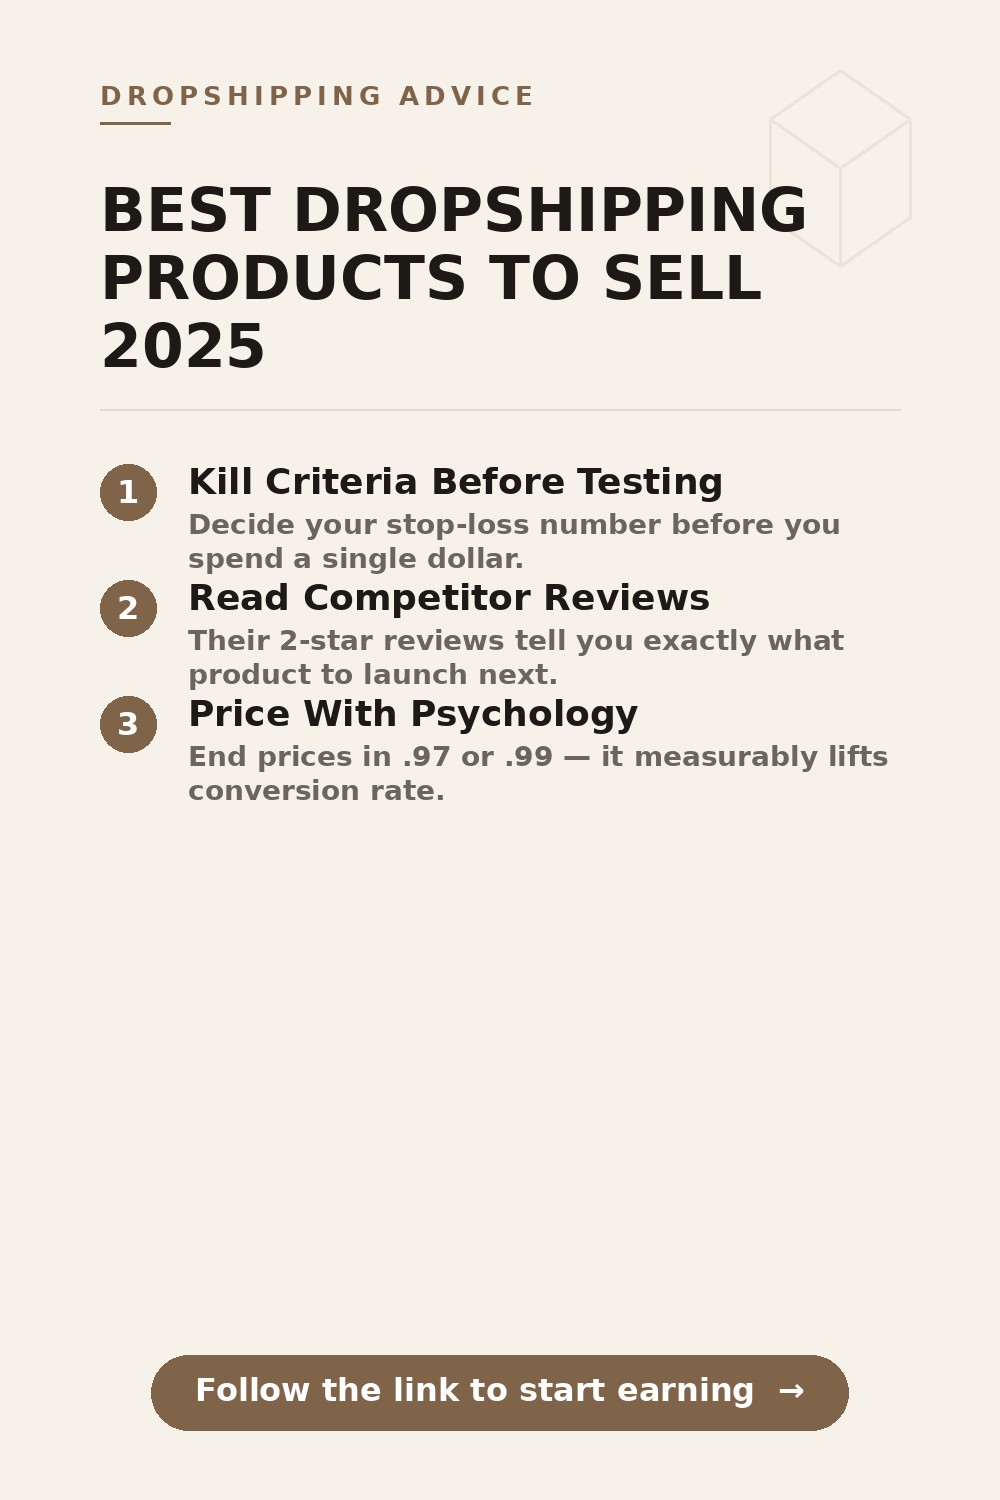 DROPSHIPPING ADVICE
BEST DROPSHIPPING
PRODUCTS TO SELL
2025
1 Kill Criteria Before Testing
Decide your stop-loss number before you
spend a single dollar.
2 Read Competitor Reviews
Their 2-star reviews tell you exactly what
product to launch next.
3 Price With Psychology
End prices in .97 or .99 — it measurably lifts
conversion rate.
Follow the link to start earning →